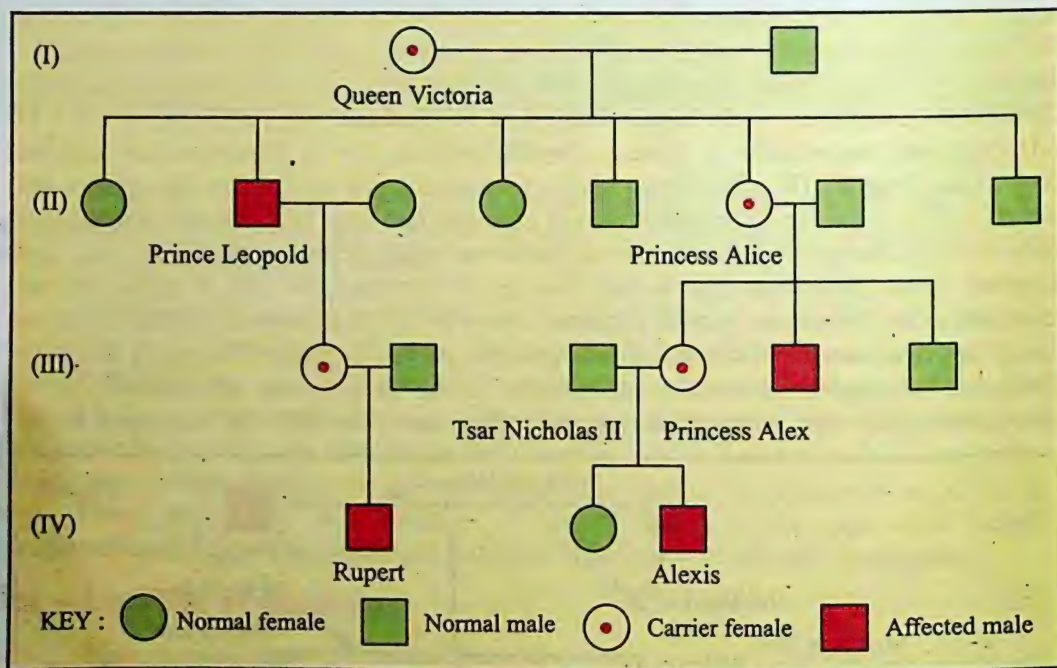 (I)
Queen Victoria
(II)
Prince Leopold
Princess Alice
(III)
Tsar Nicholas II
Princess Alex
(IV)
Rupert
Alexis
KEY : Normal female Normal male Carrier female Affected male